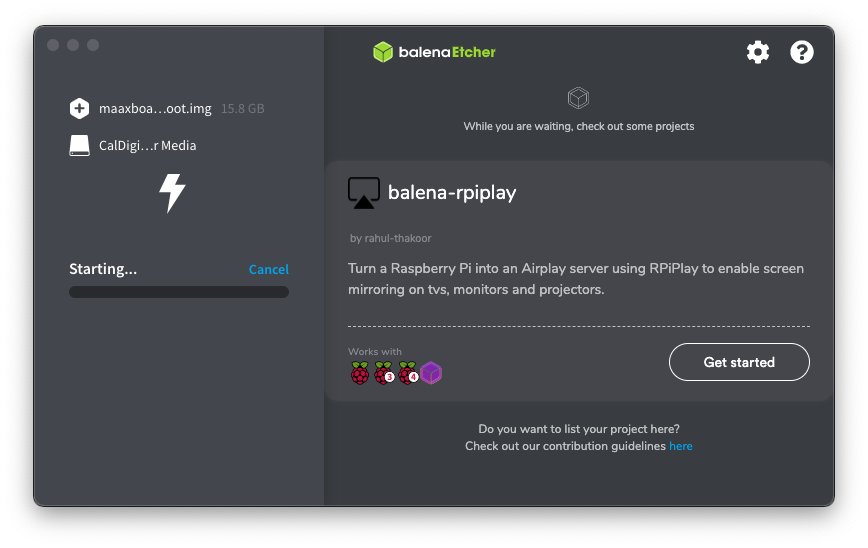 balenaEtcher
maaxboa...oot.img 15.8 GB
CalDigi...r Media
Starting... Cancel
While you are waiting, check out some projects
balena-rpiplay
by rahul-thakoor
Turn a Raspberry Pi into an Airplay server using RPiPlay to enable screen
mirroring on tvs, monitors and projectors.
Works with
3
4
Get started
Do you want to list your project here?
Check out our contribution guidelines here